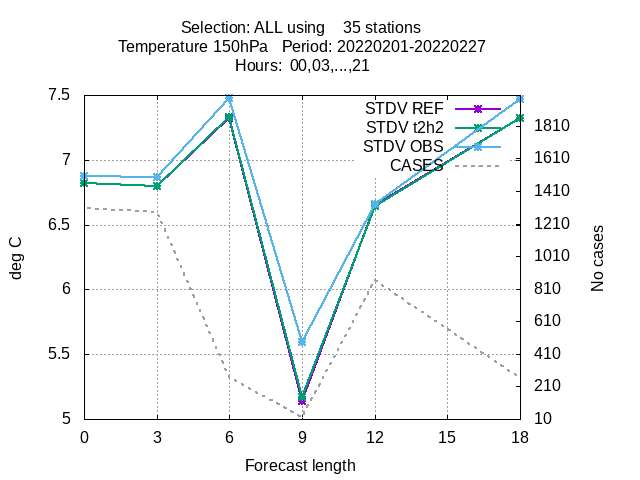 Selection: ALL using    35 stations
Temperature 150hPa   Period: 20220201-20220227
Hours:  00,03,...,21
STDV REF
STDV t2h2
STDV OBS
CASES
7.5
7
6.5
6
5.5
5
deg C
1810
1610
1410
1210
1010
810
610
410
210
10
No cases
0 3 6 9 12 15 18
Forecast length